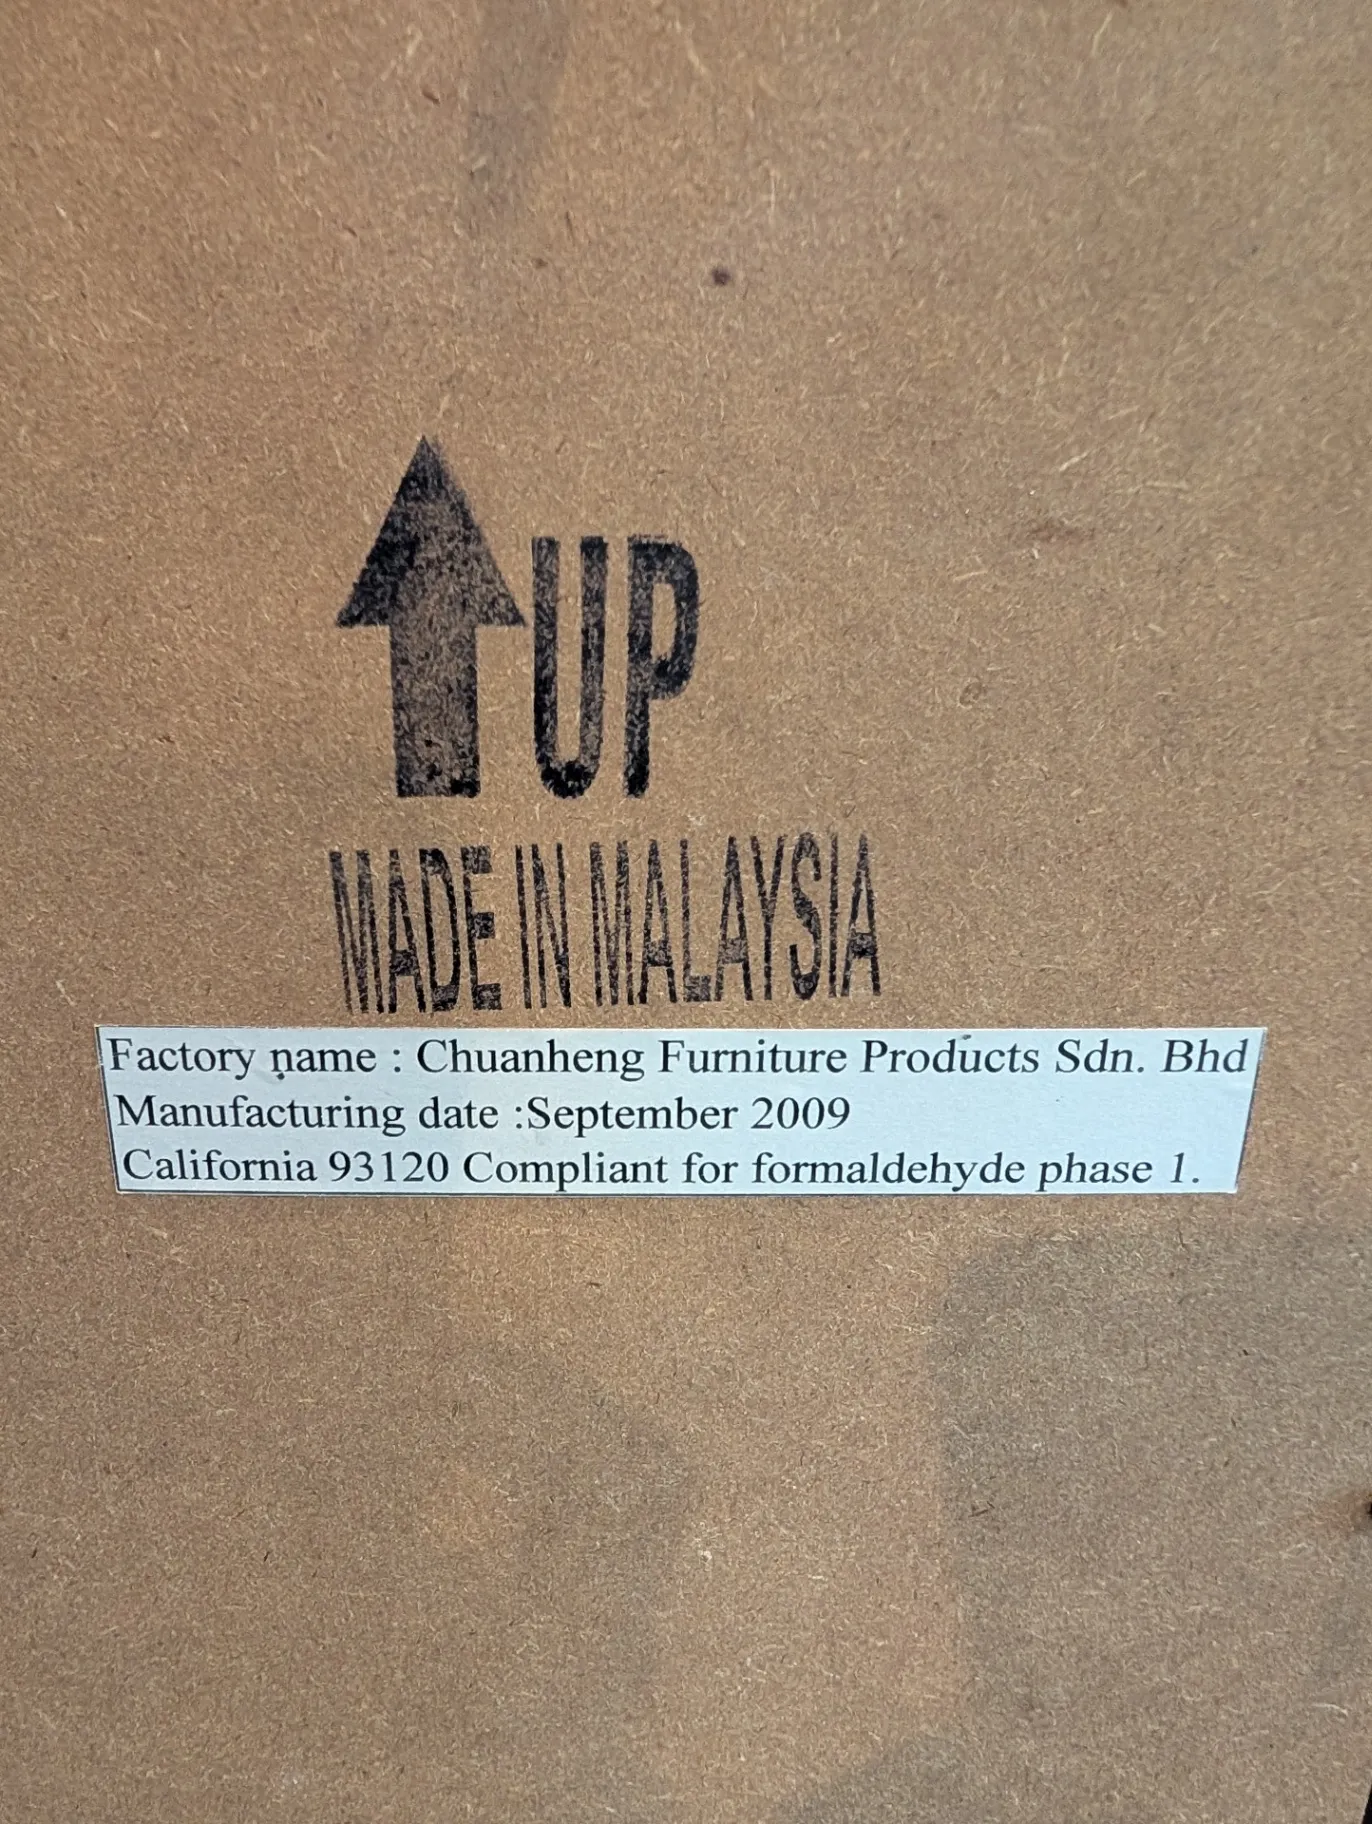 UP
MADE IN MALAYSIA
Factory name : Chuanheng Furniture Products Sdn. Bhd
Manufacturing date :September 2009
California 93120 Compliant for formaldehyde phase 1.